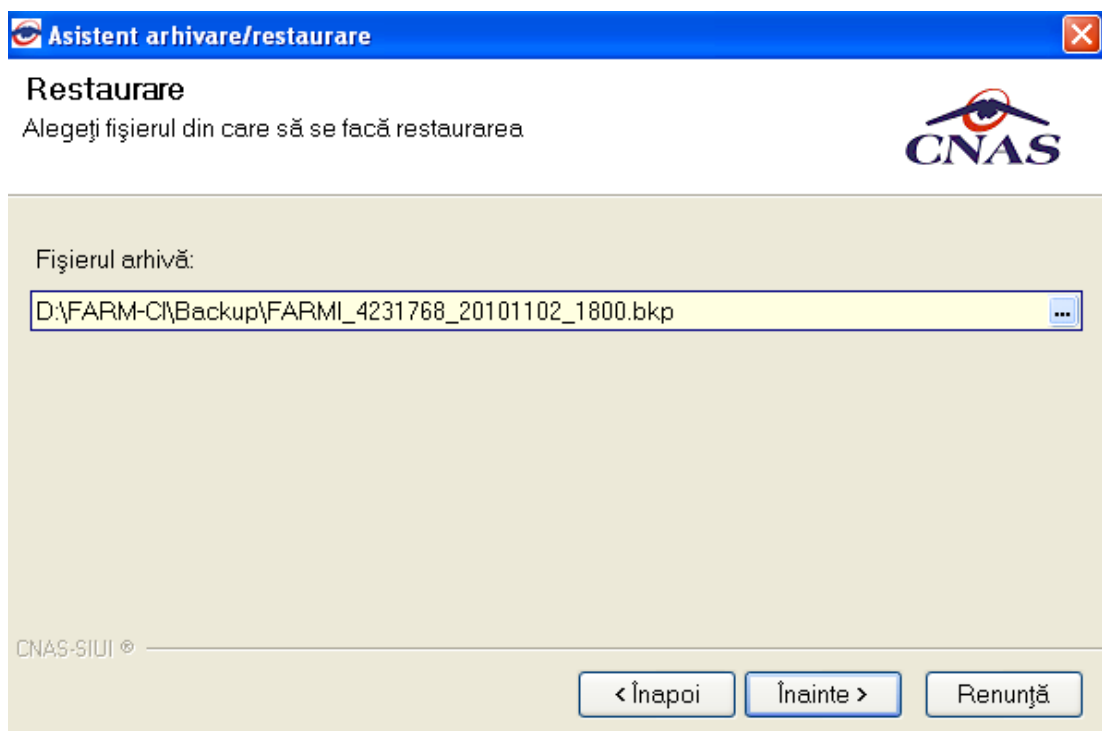 Asistent arhivare/restaurare
Restaurare
Alegeţi fişierul din care să se facă restaurarea
CNAS
Fişierul arhivă:
D:\FARM-CI\Backup\FARMI_4231768_20101102_1800.bkp
...
CNAS-SIUI ®
< Înapoi
Înainte >
Renunţă